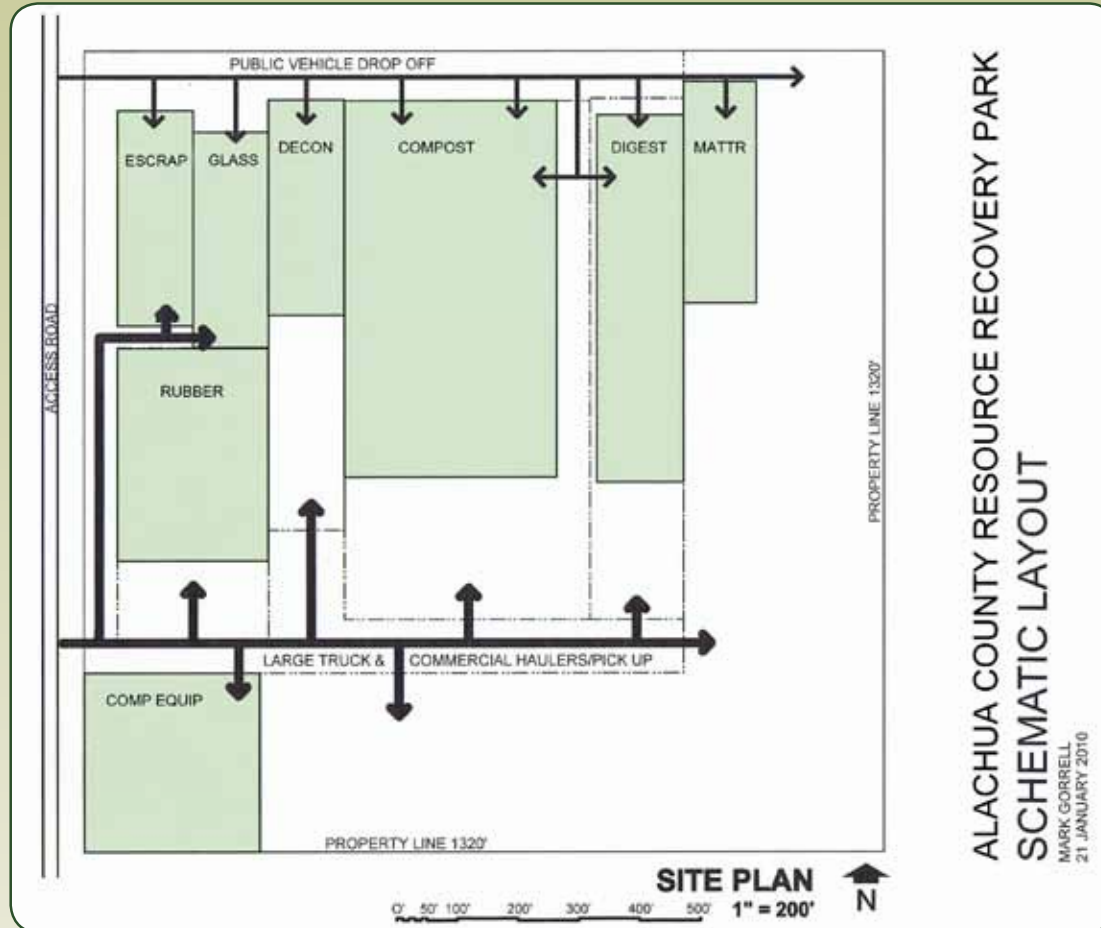 PUBLIC VEHICLE DROP OFF
ESCRAP
GLASS
DECON
COMPOST
DIGEST
MATTR
ACCESS ROAD
RUBBER
PROPERTY LINE 1320'
LARGE TRUCK & COMMERCIAL HAULERS/PICK UP
COMP EQUIP
PROPERTY LINE 1320'
SITE PLAN
1" = 200'
N
O' 50' 100' 200' 300' 400' 500'
ALACHUA COUNTY RESOURCE RECOVERY PARK
SCHEMATIC LAYOUT
MARK GORRELL
21 JANUARY 2010